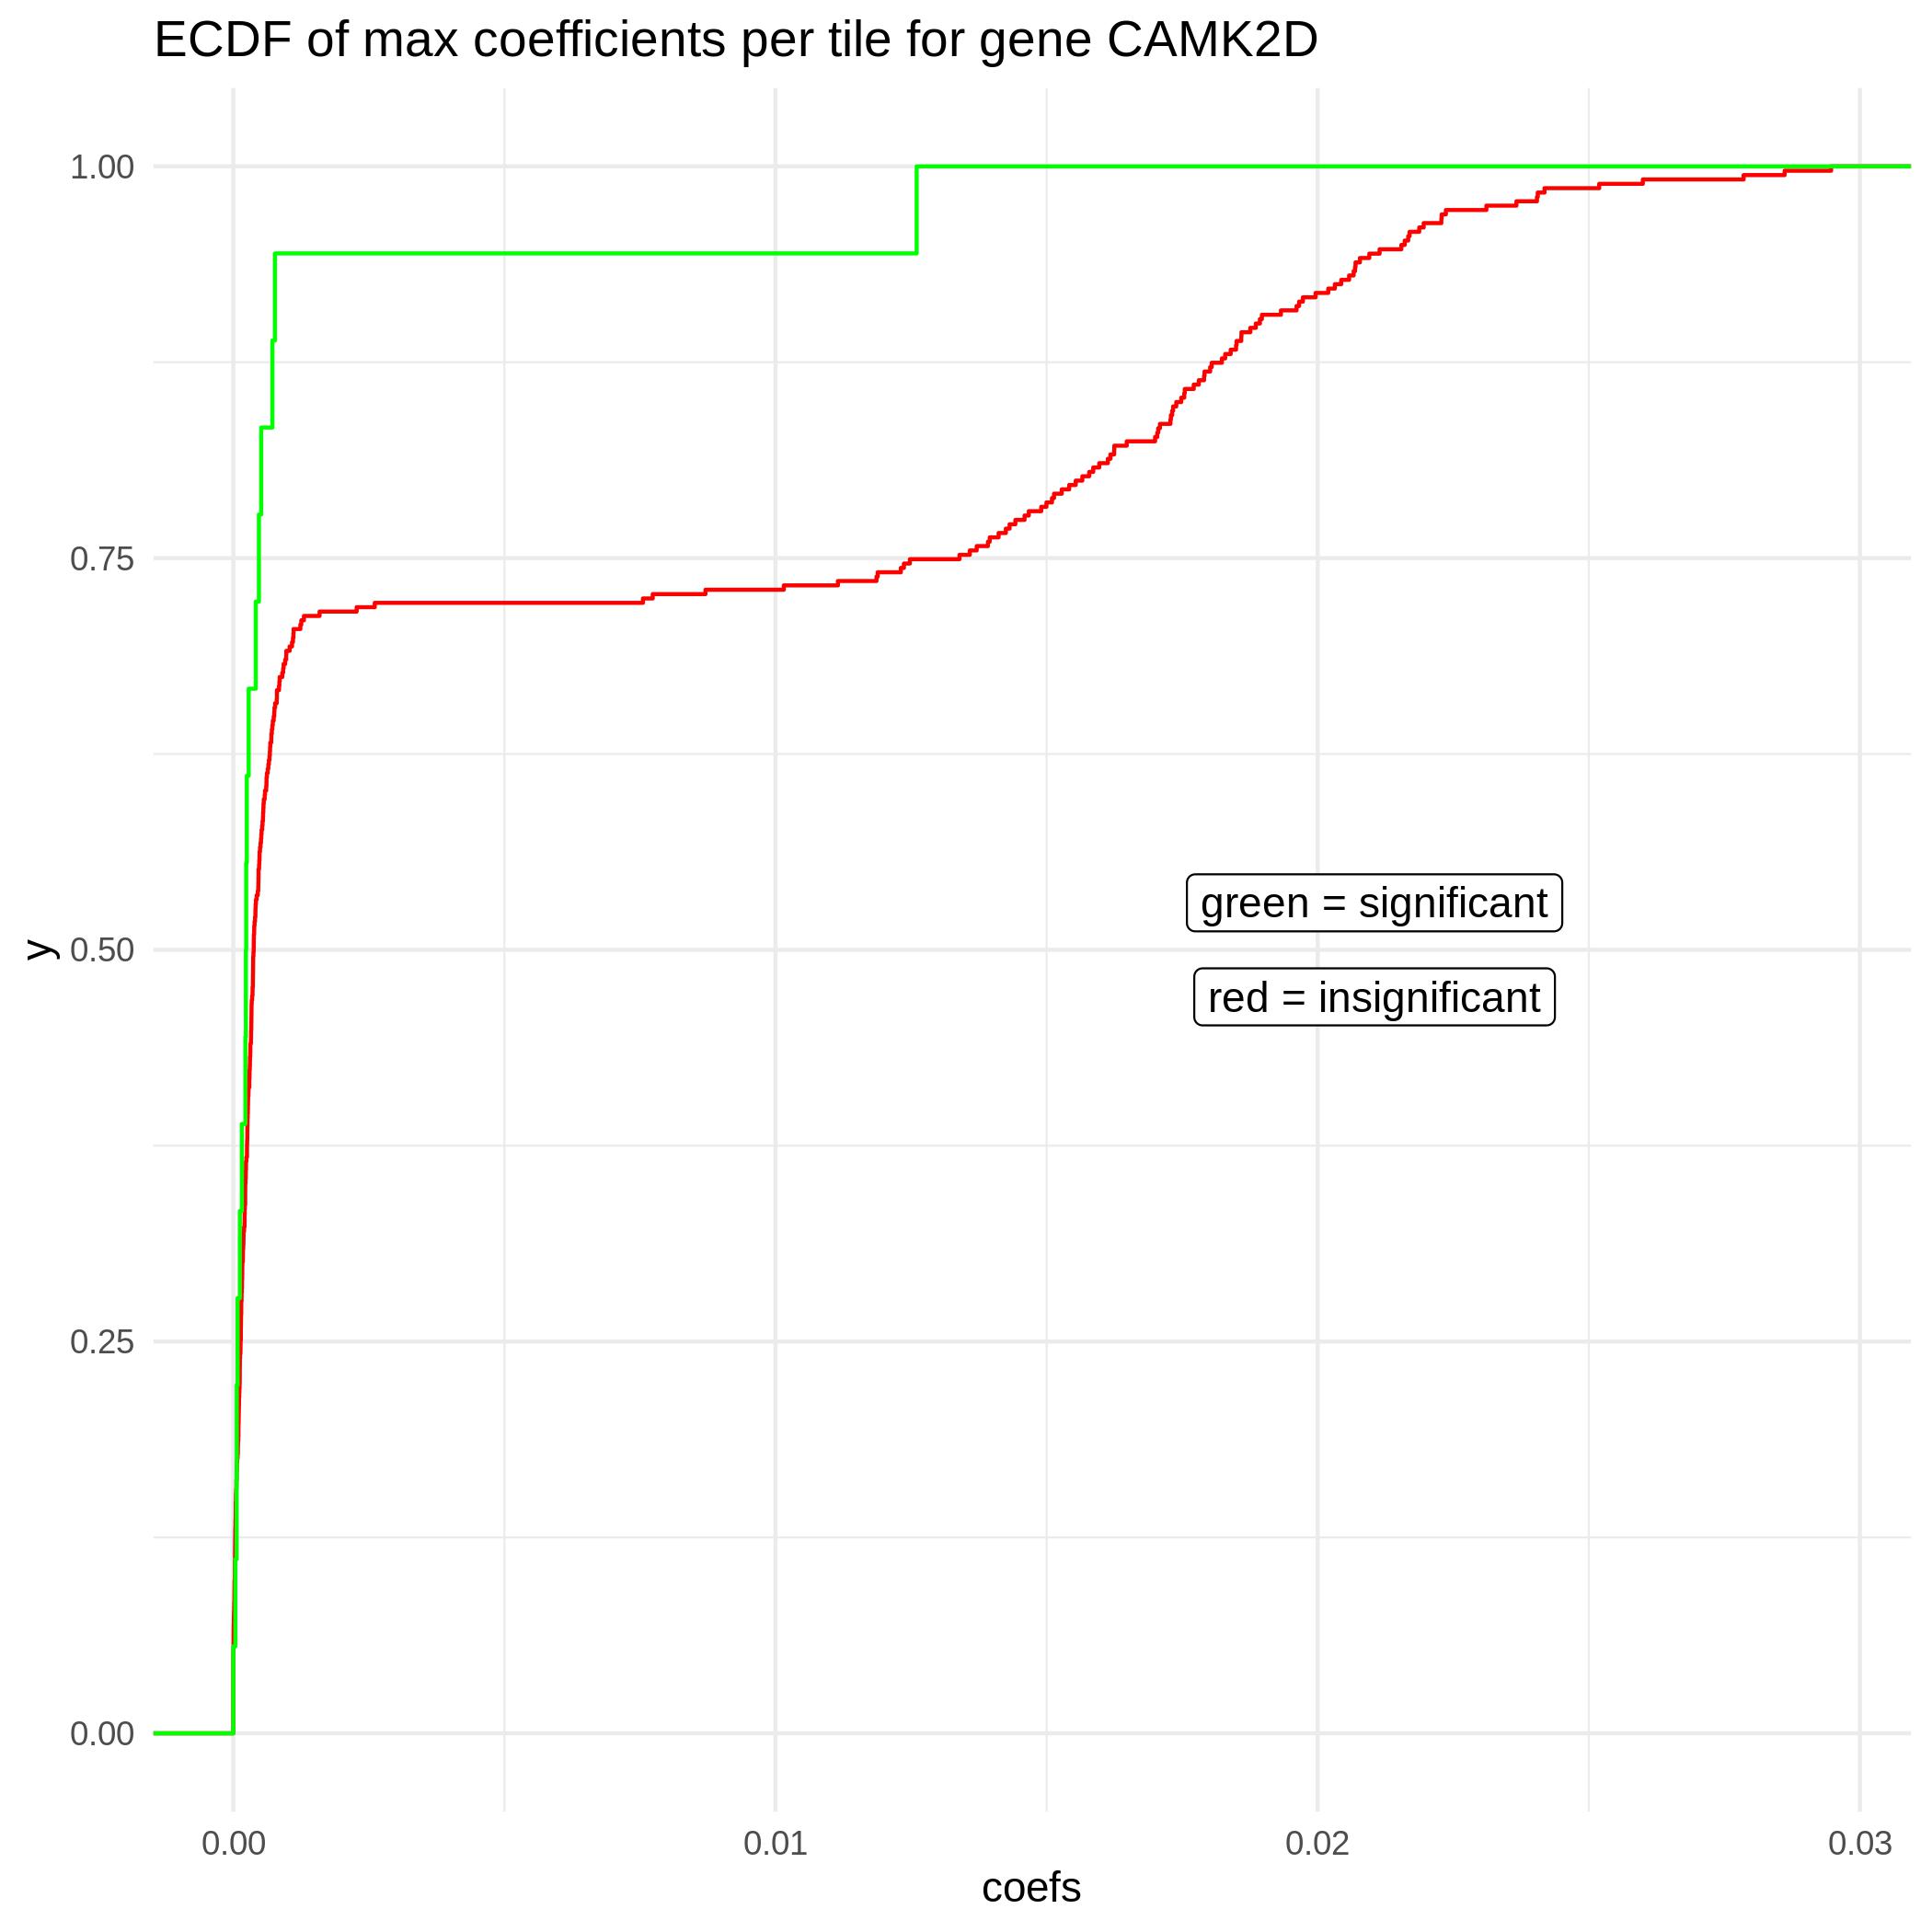 ECDF of max coefficients per tile for gene CAMK2D
1.00
0.75
0.50
0.25
0.00
y
green = significant
red = insignificant
0.00 0.01 0.02 0.03
coefs